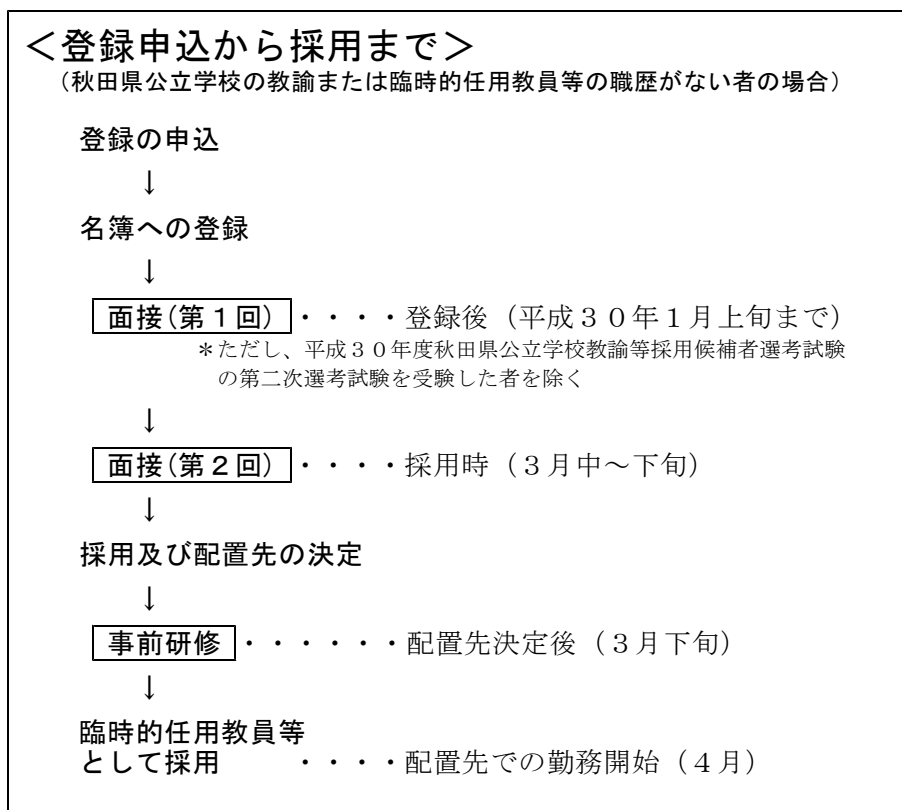 ＜登録申込から採用まで＞
（秋田県公立学校の教諭または臨時的任用教員等の職歴がない者の場合）
登録の申込
↓
名簿への登録
↓
面接（第１回）・・・・登録後（平成３０年１月上旬まで）
＊ただし、平成３０年度秋田県公立学校教諭等採用候補者選考試験
の第二次選考試験を受験した者を除く
↓
面接（第２回）・・・・採用時（３月中～下旬）
↓
採用及び配置先の決定
↓
事前研修・・・・・・配置先決定後（３月下旬）
↓
臨時的任用教員等
として採用　・・・・配置先での勤務開始（４月）